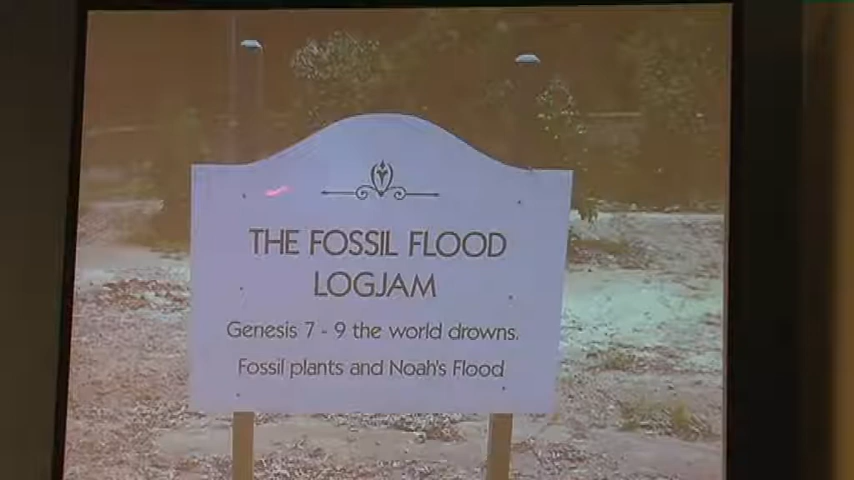 THE FOSSIL FLOOD
LOGJAM
Genesis 7 - 9 the world drowns.
Fossil plants and Noah's Flood